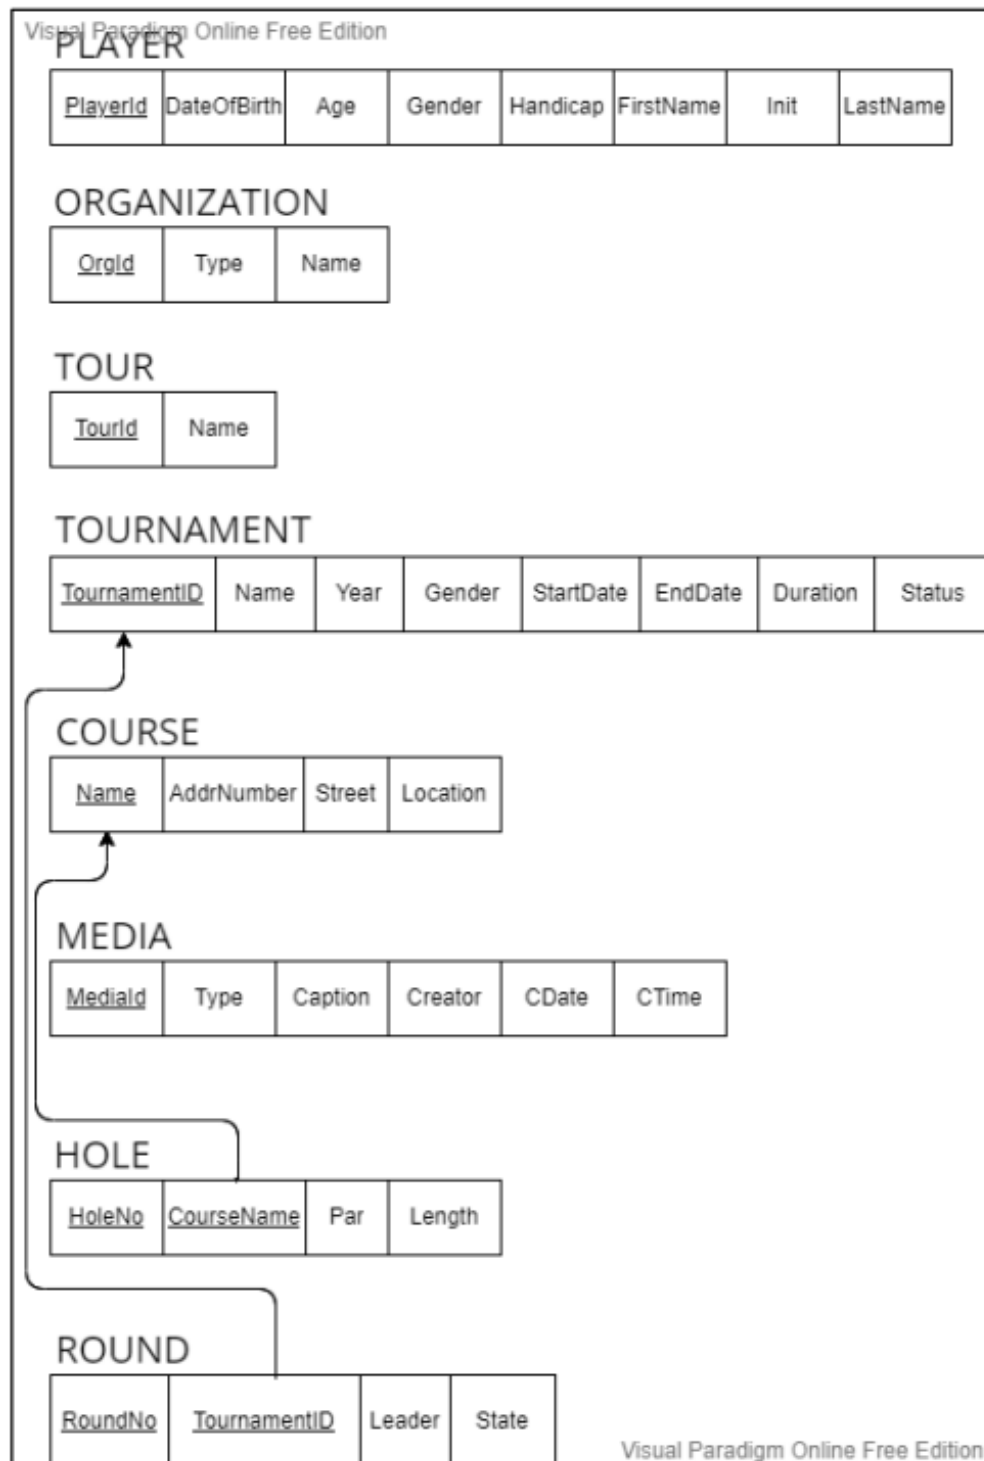 Visual Paradigm Online Free Edition
PLAYER
PlayerId DateOfBirth Age Gender Handicap FirstName Init LastName
ORGANIZATION
OrgId Type Name
TOUR
TourId Name
TOURNAMENT
TournamentID Name Year Gender StartDate EndDate Duration Status
COURSE
Name AddrNumber Street Location
MEDIA
MediaId Type Caption Creator CDate CTime
HOLE
HoleNo CourseName Par Length
ROUND
RoundNo TournamentID Leader State
Visual Paradigm Online Free Edition